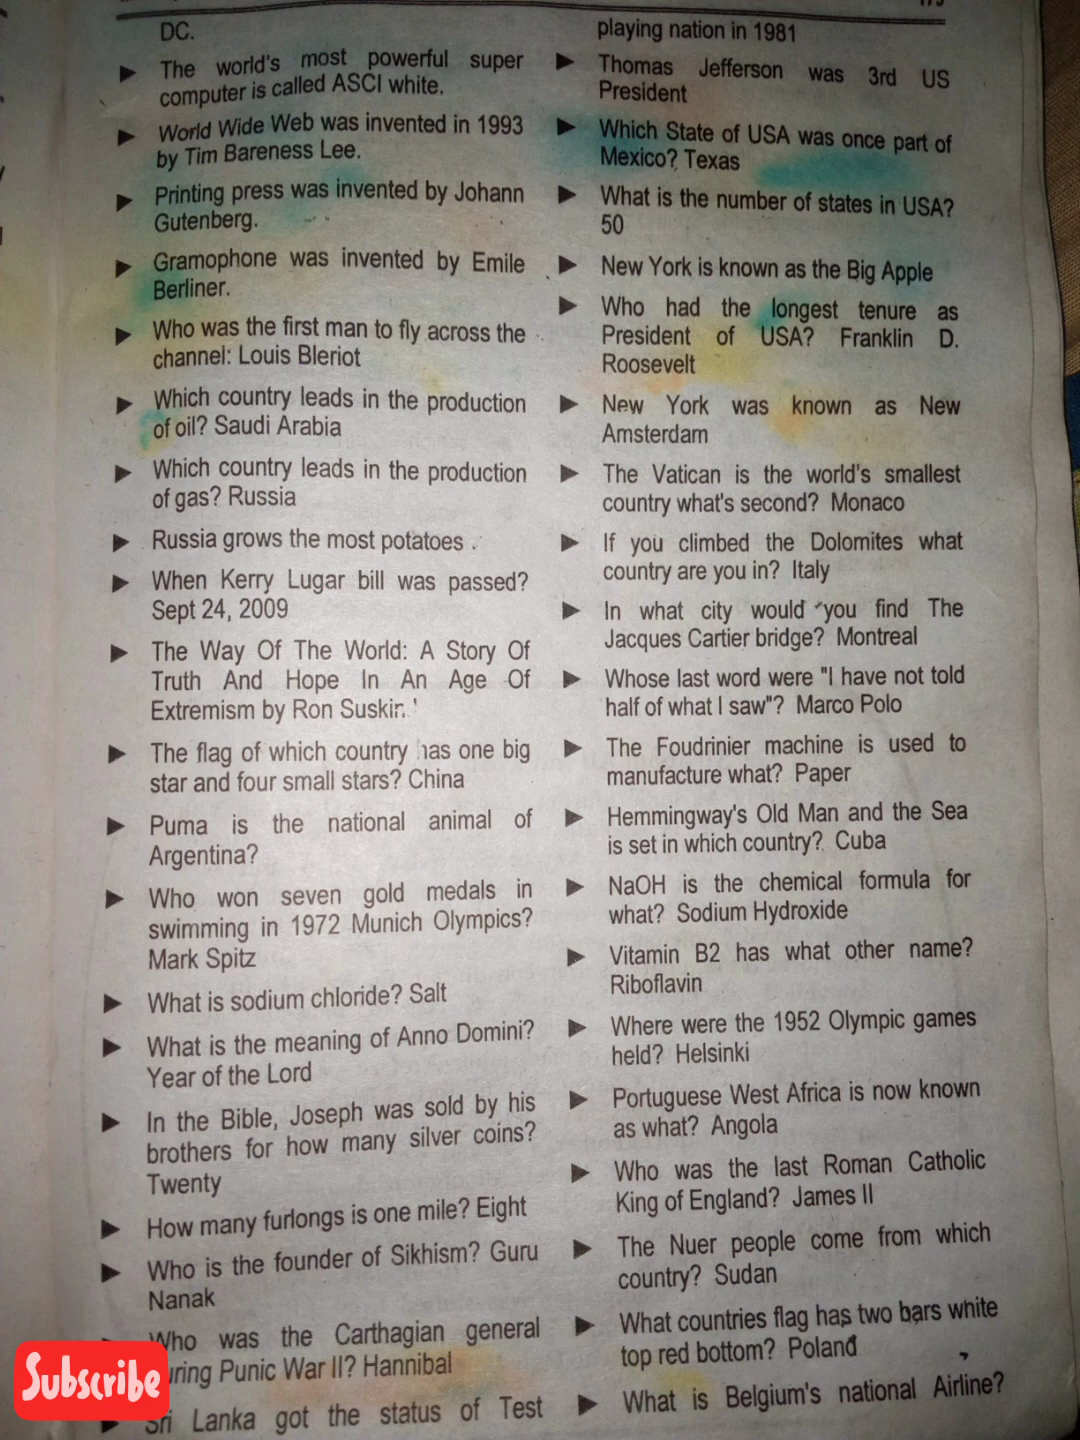 DC.
► The world's most powerful super
computer is called ASCI white.
► World Wide Web was invented in 1993
by Tim Bareness Lee.
► Printing press was invented by Johann
Gutenberg.
► Gramophone was invented by Emile
Berliner.
► Who was the first man to fly across the
channel: Louis Bleriot
► Which country leads in the production
of oil? Saudi Arabia
► Which country leads in the production
of gas? Russia
► Russia grows the most potatoes .
► When Kerry Lugar bill was passed?
Sept 24, 2009
► The Way Of The World: A Story Of
Truth And Hope In An Age Of
Extremism by Ron Suskin.
► The flag of which country has one big
star and four small stars? China
► Puma is the national animal of
Argentina?
► Who won seven gold medals in
swimming in 1972 Munich Olympics?
Mark Spitz
► What is sodium chloride? Salt
► What is the meaning of Anno Domini?
Year of the Lord
► In the Bible, Joseph was sold by his
brothers for how many silver coins?
Twenty
► How many furlongs is one mile? Eight
► Who is the founder of Sikhism? Guru
Nanak
Who was the Carthagian general
during Punic War II? Hannibal
► Sri Lanka got the status of Test
playing nation in 1981
► Thomas Jefferson was 3rd US
President
► Which State of USA was once part of
Mexico? Texas
► What is the number of states in USA?
50
► New York is known as the Big Apple
► Who had the longest tenure as
President of USA? Franklin D.
Roosevelt
► New York was known as New
Amsterdam
► The Vatican is the world's smallest
country what's second? Monaco
► If you climbed the Dolomites what
country are you in? Italy
► In what city would you find The
Jacques Cartier bridge? Montreal
► Whose last word were "I have not told
half of what I saw"? Marco Polo
► The Foudrinier machine is used to
manufacture what? Paper
► Hemmingway's Old Man and the Sea
is set in which country? Cuba
► NaOH is the chemical formula for
what? Sodium Hydroxide
► Vitamin B2 has what other name?
Riboflavin
► Where were the 1952 Olympic games
held? Helsinki
► Portuguese West Africa is now known
as what? Angola
► Who was the last Roman Catholic
King of England? James II
► The Nuer people come from which
country? Sudan
► What countries flag has two bars white
top red bottom? Poland
► What is Belgium's national Airline?
Subscribe